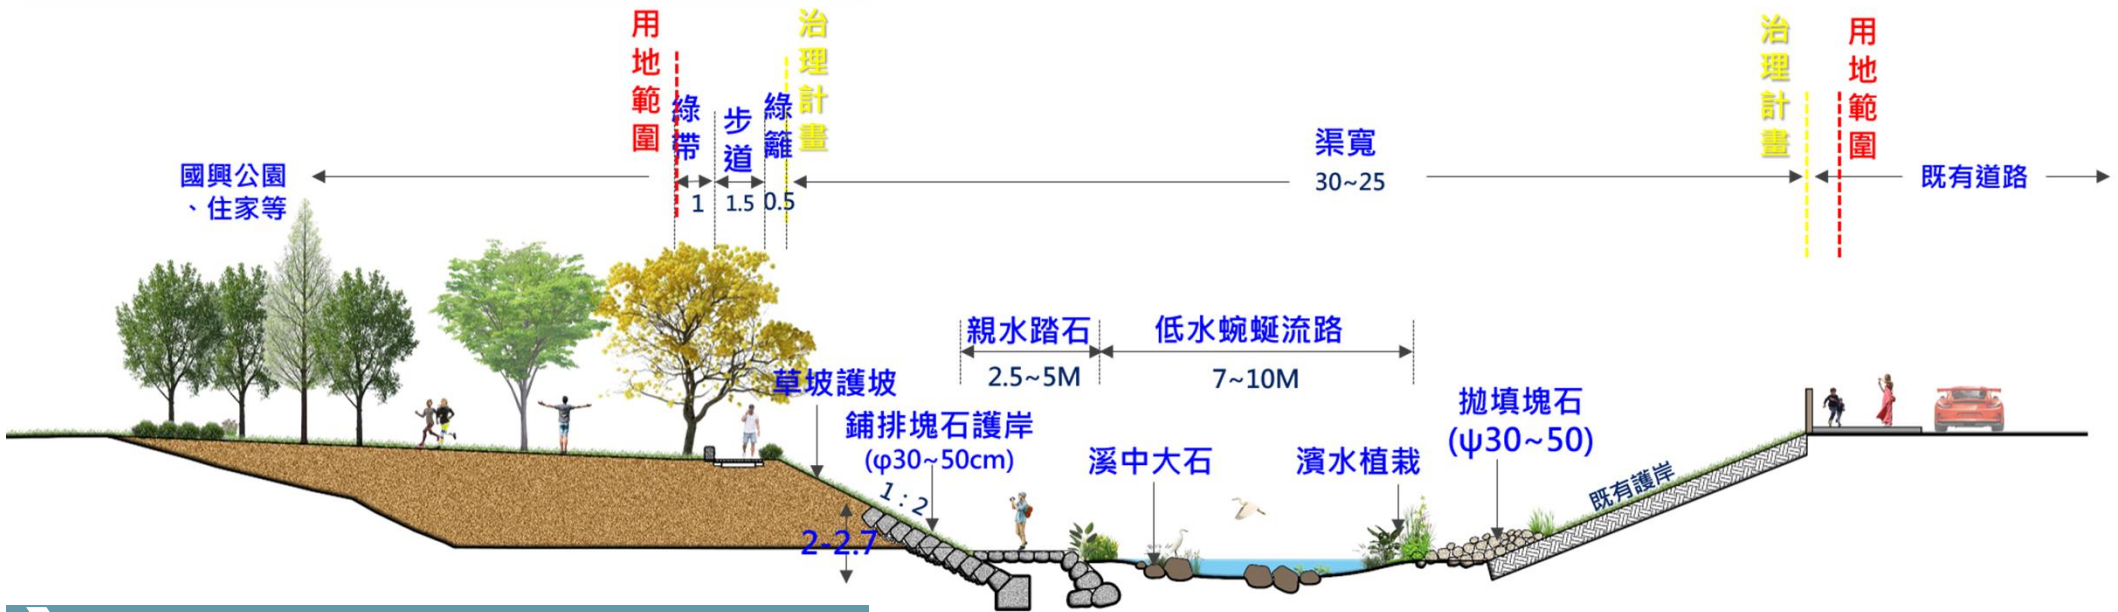 用地範圍
治理計畫
治理計畫
用地範圍
綠帶
步道
綠籬
渠寬
30~25
國興公園
、住家等
既有道路
1
1.5
0.5
親水踏石
2.5~5M
低水蜿蜒流路
7~10M
草坡護坡
鋪排塊石護岸
(φ30~50cm)
拋填塊石
(ψ30~50)
溪中大石
濱水植栽
1：2
既有護岸
2-2.7